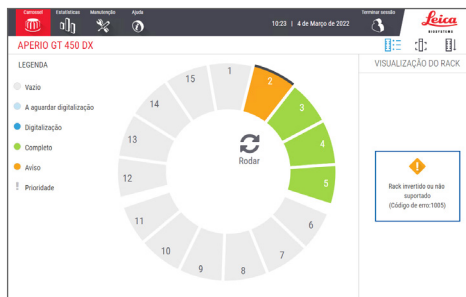 Carrossel Estatísticas Manutenção Ajuda
10:23 | 4 de Março de 2022
Terminar sessão
Leica
BIOSYSTEMS
APERIO GT 450 DX
LEGENDA
Vazio
A aguardar digitalização
Digitalização
Completo
Aviso
Prioridade
1
2
3
4
5
6
7
8
9
10
11
12
13
14
15
Rodar
VISUALIZAÇÃO DO RACK
Rack invertido ou não
suportado
(Código de erro:1005)